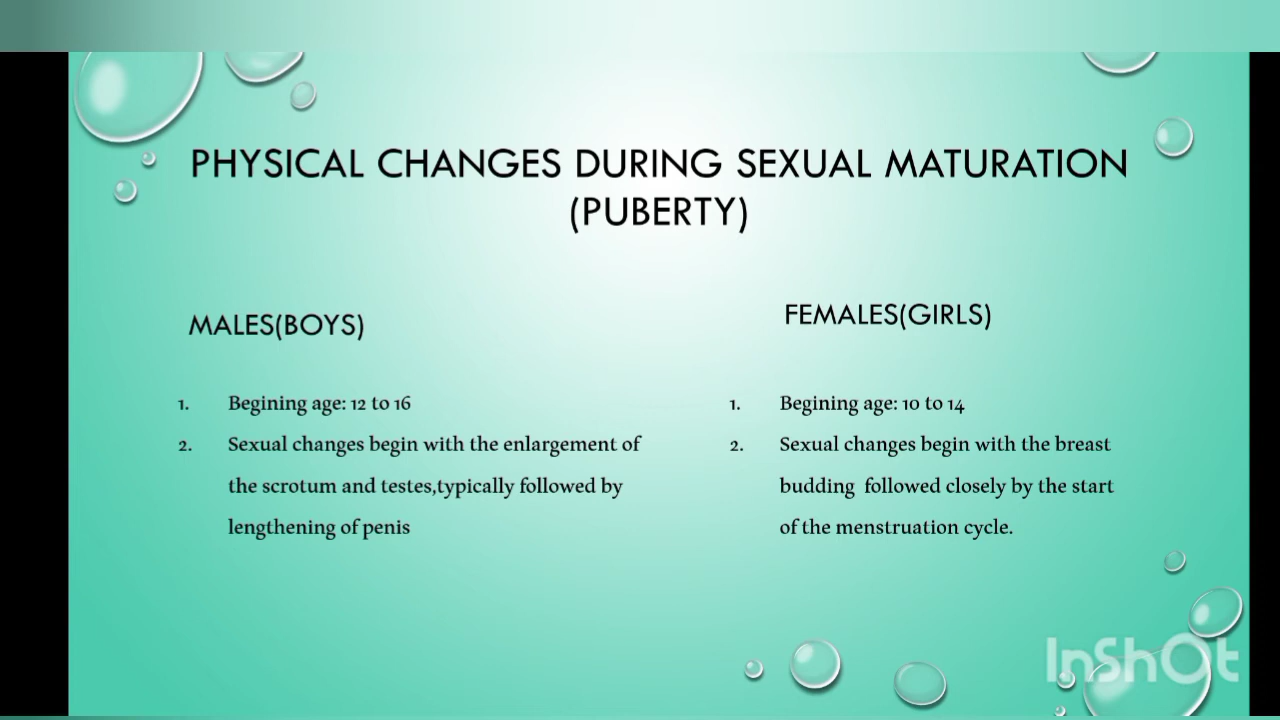 PHYSICAL CHANGES DURING SEXUAL MATURATION
(PUBERTY)
MALES(BOYS)
1. Begining age: 12 to 16
2. Sexual changes begin with the enlargement of
the scrotum and testes,typically followed by
lengthening of penis
FEMALES(GIRLS)
1. Begining age: 10 to 14
2. Sexual changes begin with the breast
budding followed closely by the start
of the menstruation cycle.
InShOt